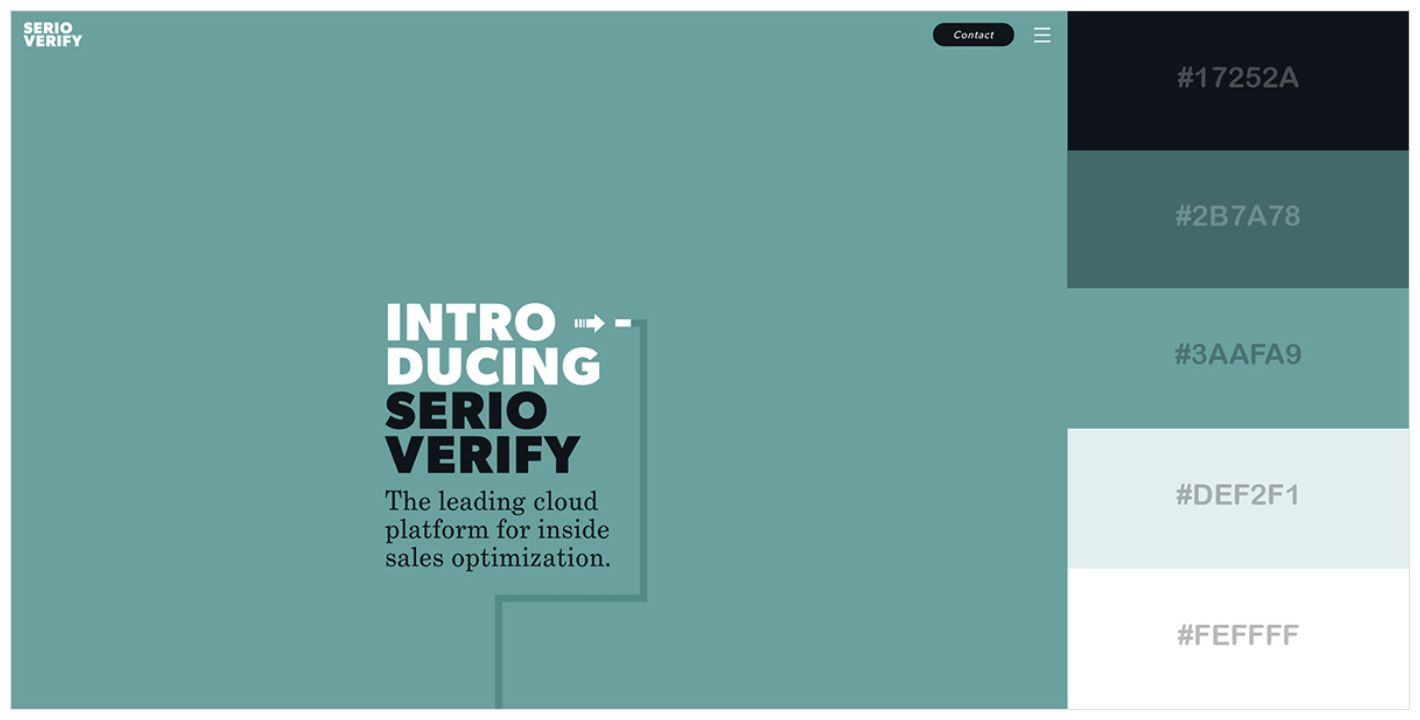 SERIO
VERIFY
Contact
INTRO
DUCING
SERIO
VERIFY
The leading cloud
platform for inside
sales optimization.
#17252A
#2B7A78
#3AAFA9
#DEF2F1
#FEFFFF